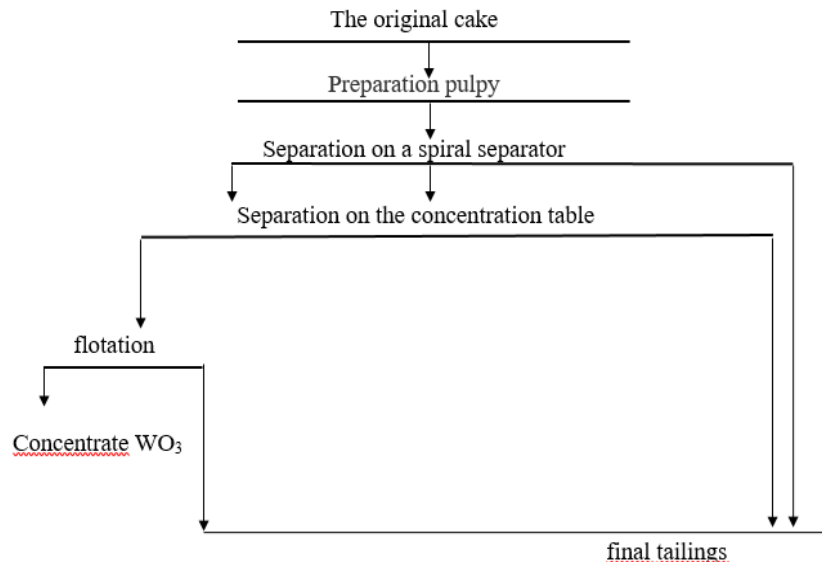 The original cake
Preparation pulpy
Separation on a spiral separator
Separation on the concentration table
flotation
Concentrate WO₃
final tailings